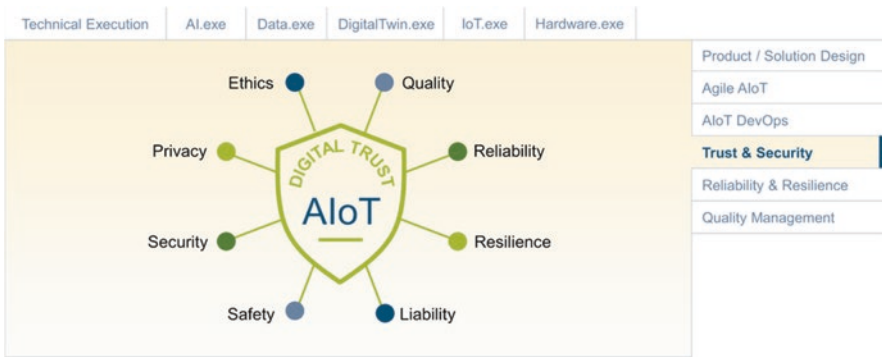 Technical Execution AI.exe Data.exe DigitalTwin.exe IoT.exe Hardware.exe
Product / Solution Design
Agile AIoT
AIoT DevOps
Trust & Security
Reliability & Resilience
Quality Management
Ethics
Quality
Privacy
Reliability
DIGITAL TRUST
AIoT
Security
Resilience
Safety
Liability